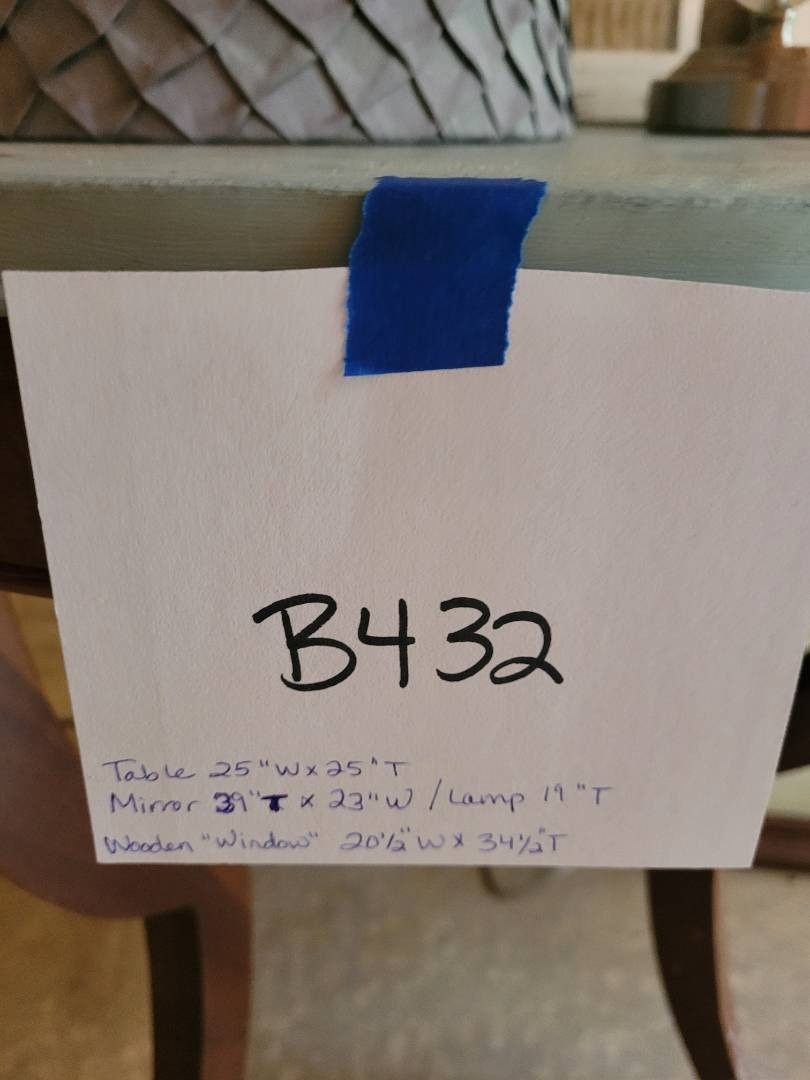 B432
Table 25"W x 25"T
Mirror 39"T x 23"W / Lamp 19"T
Wooden "Window" 20½"W x 34½"T